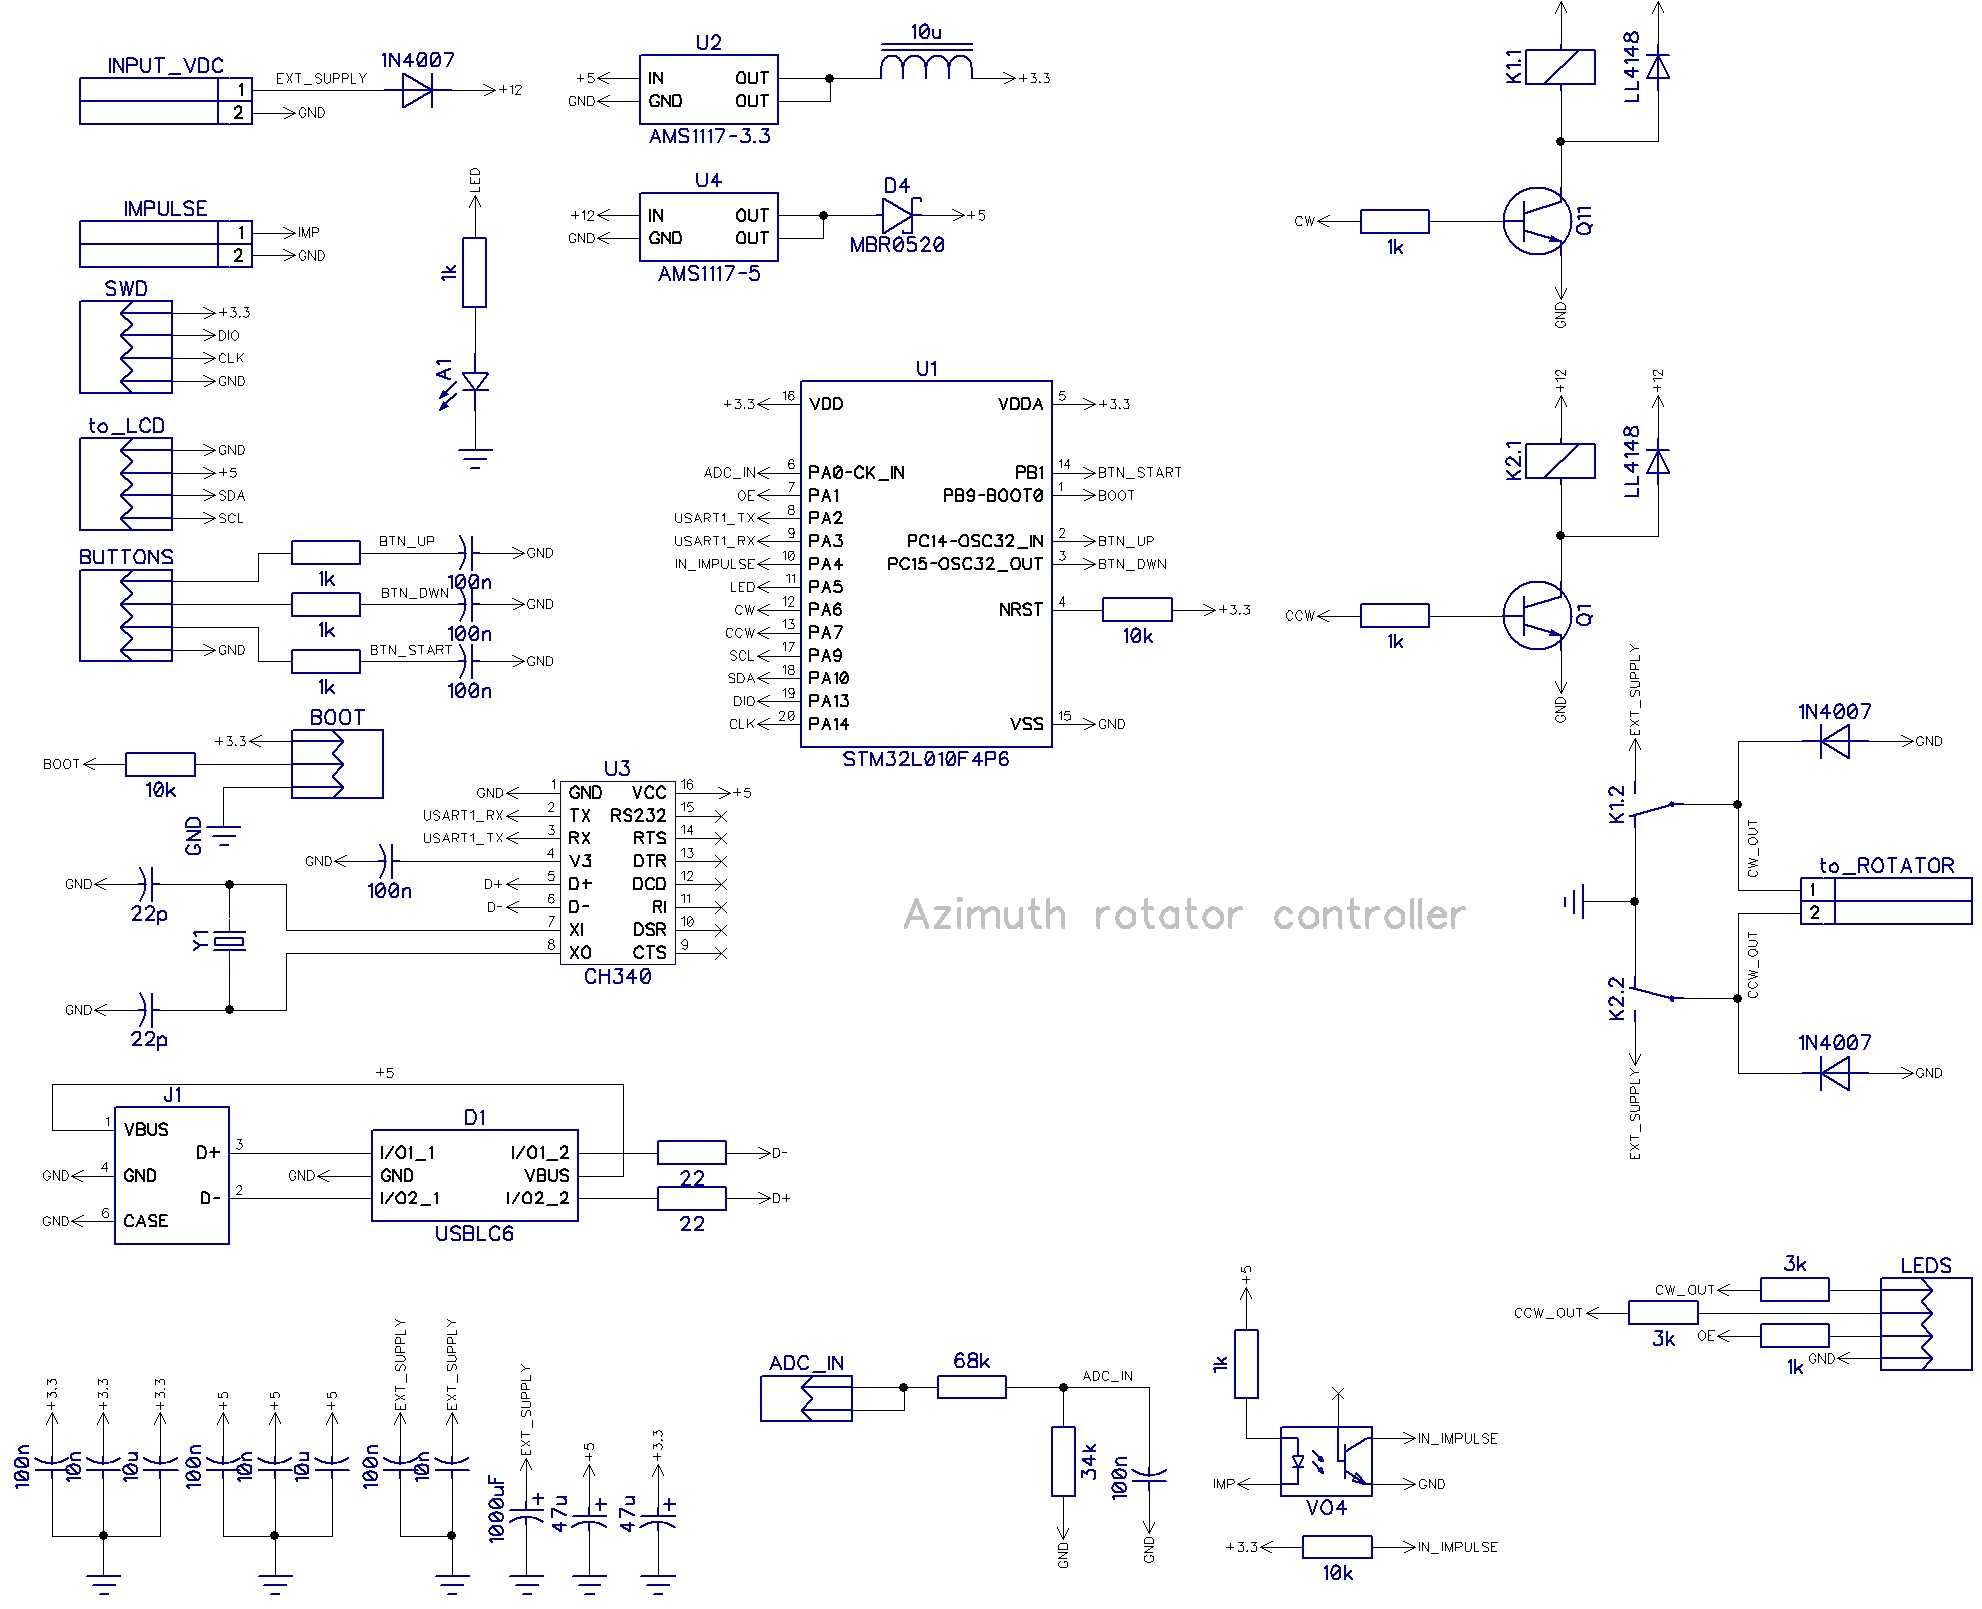 INPUT_VDC
1
2
EXT_SUPPLY
GND
1N4007
+12
U2
+5
GND
IN
GND
OUT
OUT
AMS1117-3.3
10u
+3.3
K1.1
LL4148
CW
1k
Q11
GND
IMPULSE
1
2
IMP
GND
LED
1k
A1
U4
+12
GND
IN
GND
OUT
OUT
AMS1117-5
D4
MBR0520
+5
SWD
+3.3
DIO
CLK
GND
to_LCD
GND
+5
SDA
SCL
BUTTONS
1k
BTN_UP
100n
GND
1k
BTN_DWN
100n
GND
GND
1k
BTN_START
100n
GND
U1
+3.3 16 VDD
VDDA 5 +3.3
ADC_IN 6 PA0-CK_IN
PB1 14 BTN_START
OE 7 PA1
PB9-BOOT0 1 BOOT
USART1_TX 8 PA2
USART1_RX 9 PA3
PC14-OSC32_IN 2 BTN_UP
IN_IMPULSE 10 PA4
PC15-OSC32_OUT 3 BTN_DWN
LED 11 PA5
CW 12 PA6
NRST 4
10k
+3.3
CCW 13 PA7
SCL 17 PA9
SDA 18 PA10
DIO 19 PA13
CLK 20 PA14
VSS 15 GND
STM32L010F4P6
+12
+12
K2.1
LL4148
CCW
1k
Q1
GND
BOOT
+3.3
BOOT
10k
GND
U3
GND 1 GND
VCC 16 +5
USART1_RX 2 TX
RS232 15
USART1_TX 3 RX
RTS 14
GND
100n
4 V3
DTR 13
D+ 5 D+
DCD 12
D- 6 D-
RI 11
7 XI
DSR 10
8 XO
CTS 9
CH340
GND
22p
Y1
GND
22p
Azimuth rotator controller
EXT_SUPPLY
K1.2
1N4007
GND
CW_OUT
to_ROTATOR
1
2
CCW_OUT
K2.2
EXT_SUPPLY
1N4007
GND
+5
J1
1 VBUS
D+ 3
GND 4 GND
D- 2
GND 6 CASE
D1
I/O1_1
I/O1_2
GND
GND
VBUS
I/O2_1
I/O2_2
USBLC6
22
D-
22
D+
+3.3
+3.3
+3.3
+5
+5
+5
EXT_SUPPLY
EXT_SUPPLY
EXT_SUPPLY
+5
+3.3
100n
10n
10u
100n
10n
10u
100n
10n
1000uF
+
47u
+
47u
+
ADC_IN
68k
ADC_IN
34k
100n
GND
GND
+5
1k
IMP
VO4
IN_IMPULSE
GND
+3.3
10k
IN_IMPULSE
LEDS
CW_OUT
3k
CCW_OUT
3k
OE
1k
GND